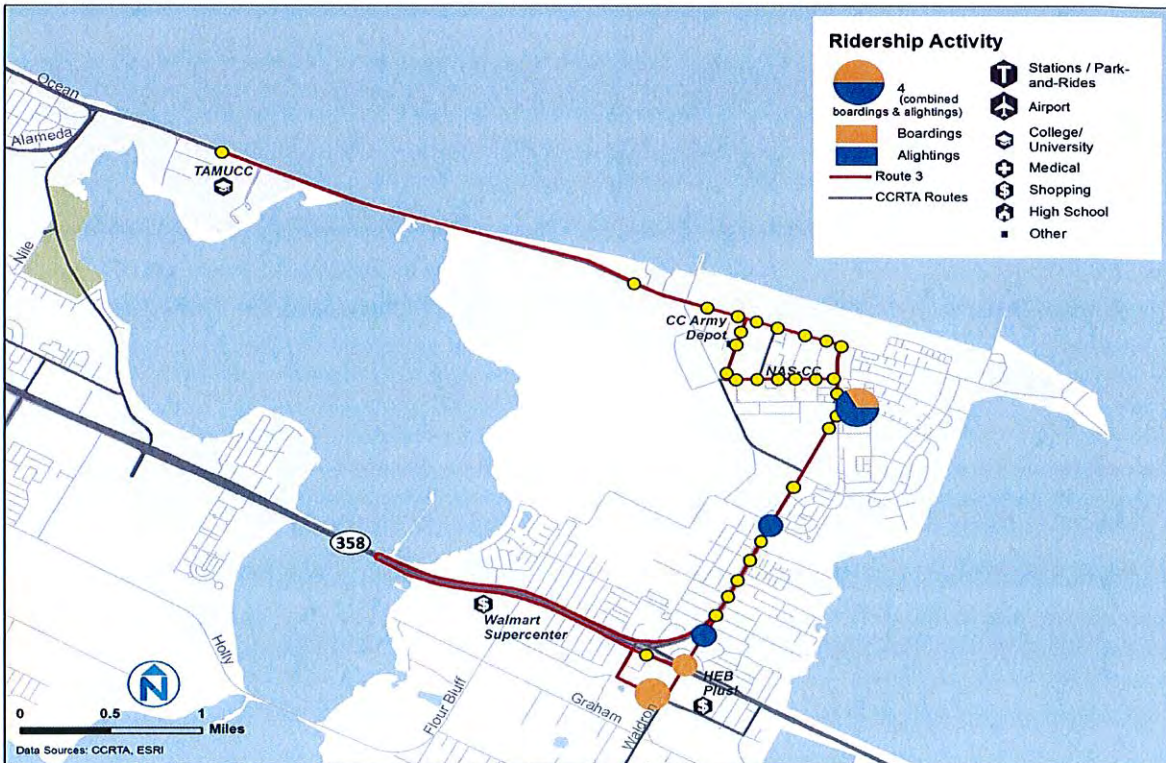 Ridership Activity
4
(combined
boardings & alightings)
Boardings
Alightings
Route 3
CCRTA Routes
Stations / Park-
and-Rides
Airport
College/
University
Medical
Shopping
High School
Other
T
$
Ocean
Alameda
TAMUCC
Nile
CC Army
Depot
NAS-CC
358
$
Walmart
Supercenter
Holly
Flour Bluff
Graham
Waldron
HEB
Plus!
$
N
0 0.5 1
Miles
Data Sources: CCRTA, ESRI